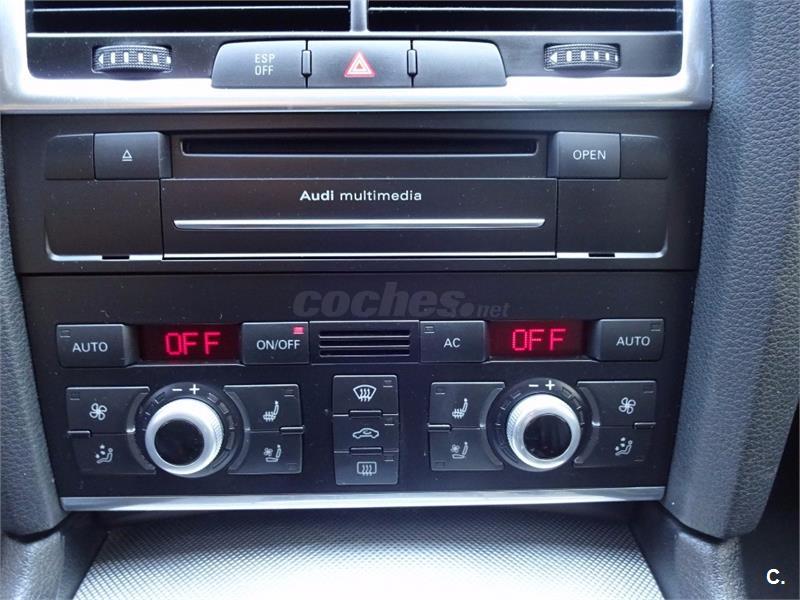 ESP
OFF
OPEN
Audi multimedia
coches.net
AUTO
OFF
ON/OFF
AC
OFF
AUTO
- +
- +
C.